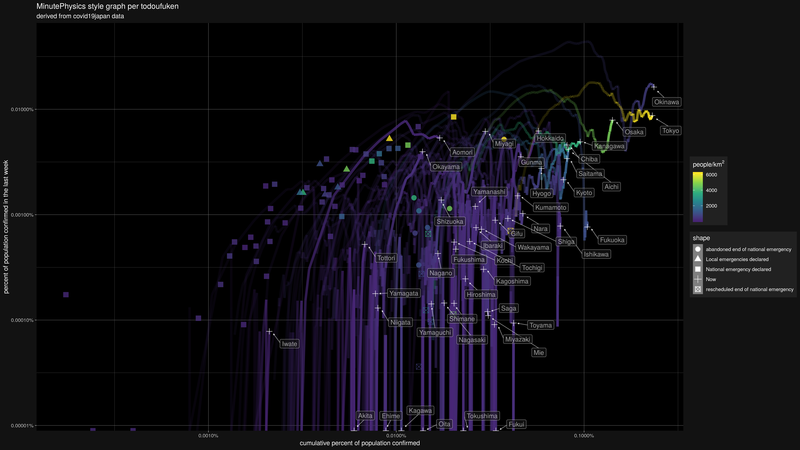 MinutePhysics style graph per todoufuken
derived from covid19japan data
percent of population confirmed in the last week
0.01000%
0.00100%
0.00010%
0.00001%
Okinawa
Tokyo
Osaka
Hokkaido
Kanagawa
Miyagi
Aomori
Chiba
Okayama
Gunma
Saitama
Aichi
Yamanashi
Hyogo
Kyoto
Kumamoto
Shizuoka
Nara
Gifu
Shiga
Fukuoka
Ibaraki
Wakayama
Ishikawa
Tottori
Fukushima
Kochi
Tochigi
Nagano
Kagoshima
Yamagata
Hiroshima
Saga
Niigata
Shimane
Toyama
Yamaguchi
Nagasaki
Miyazaki
Iwate
Mie
Akita
Ehime
Kagawa
Oita
Tokushima
Fukui
0.0010%
0.0100%
0.1000%
cumulative percent of population confirmed
people/km²
6000
4000
2000
shape
abandoned end of national emergency
Local emergencies declared
National emergency declared
Now
rescheduled end of national emergency